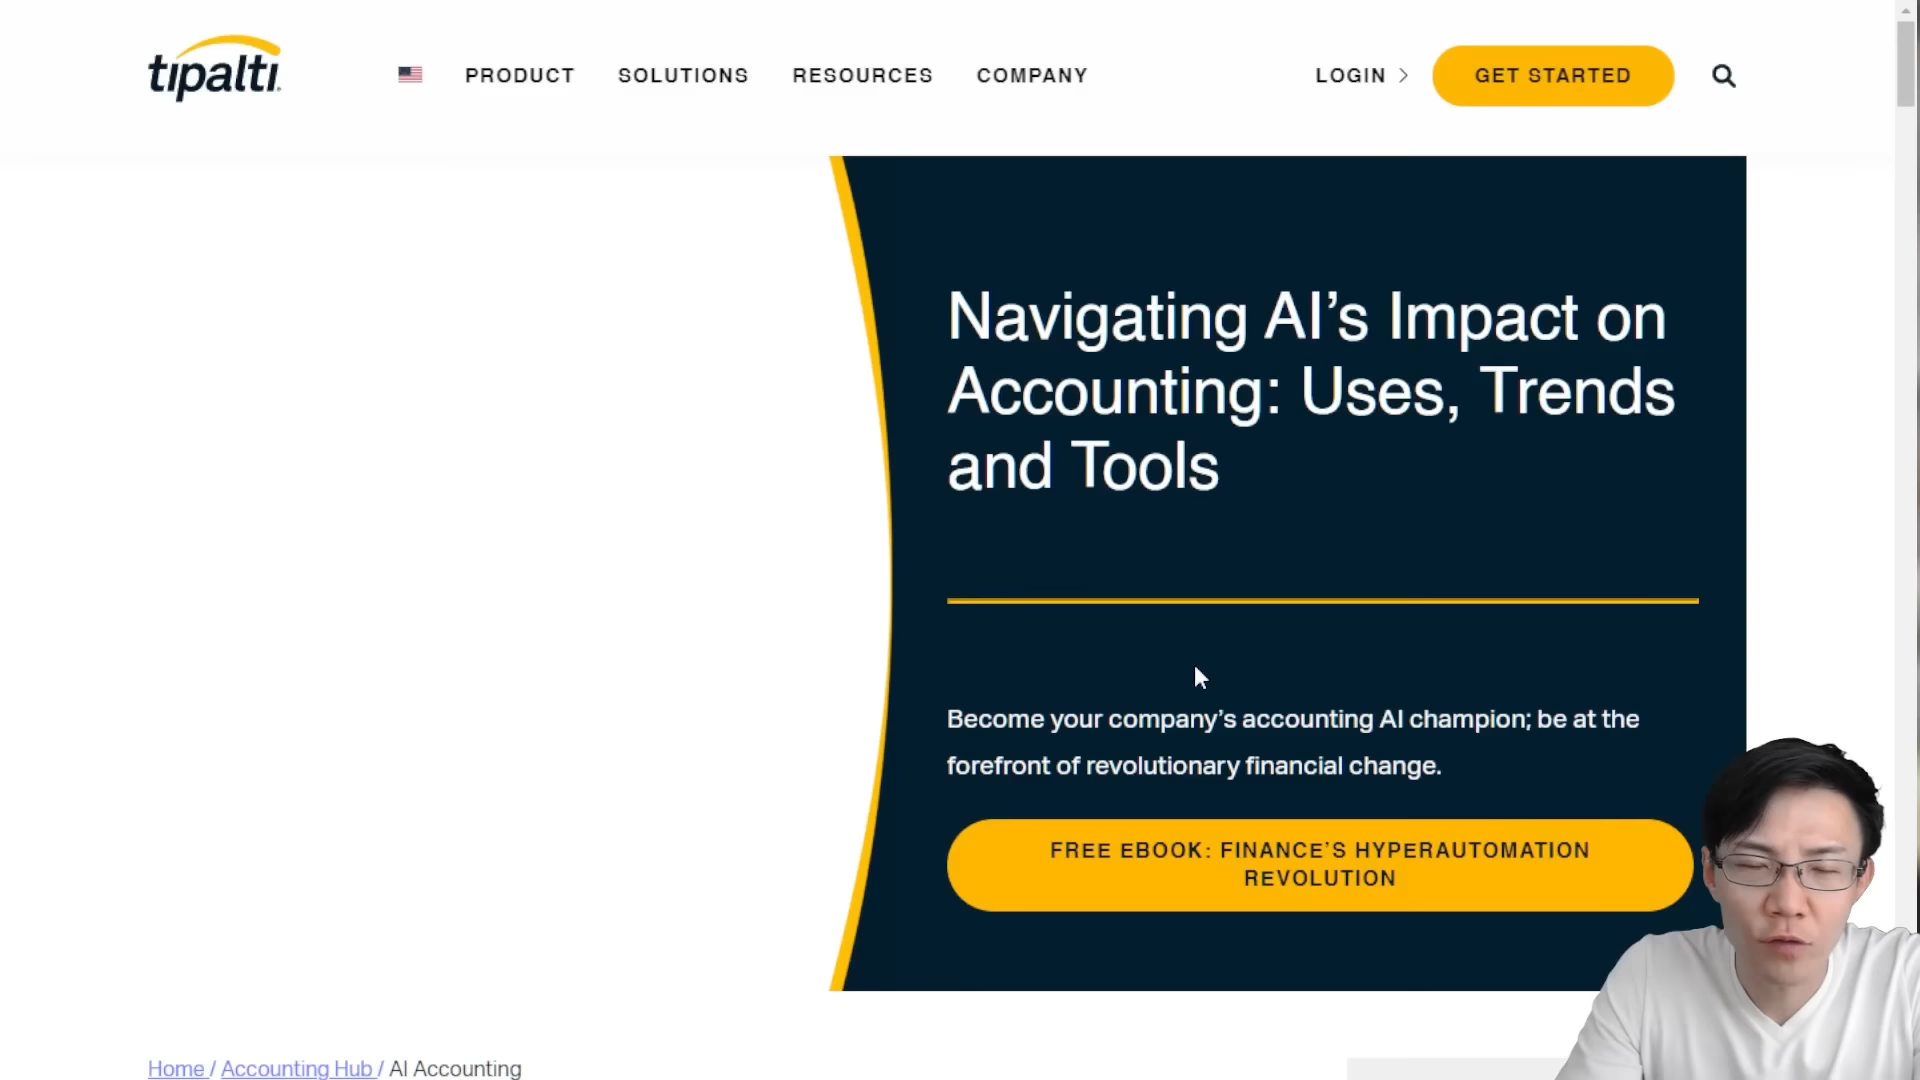 tipalti
PRODUCT
SOLUTIONS
RESOURCES
COMPANY
LOGIN
GET STARTED
Navigating AI’s Impact on
Accounting: Uses, Trends
and Tools
Become your company’s accounting AI champion; be at the
forefront of revolutionary financial change.
FREE EBOOK: FINANCE’S HYPERAUTOMATION
REVOLUTION
Home / Accounting Hub / AI Accounting